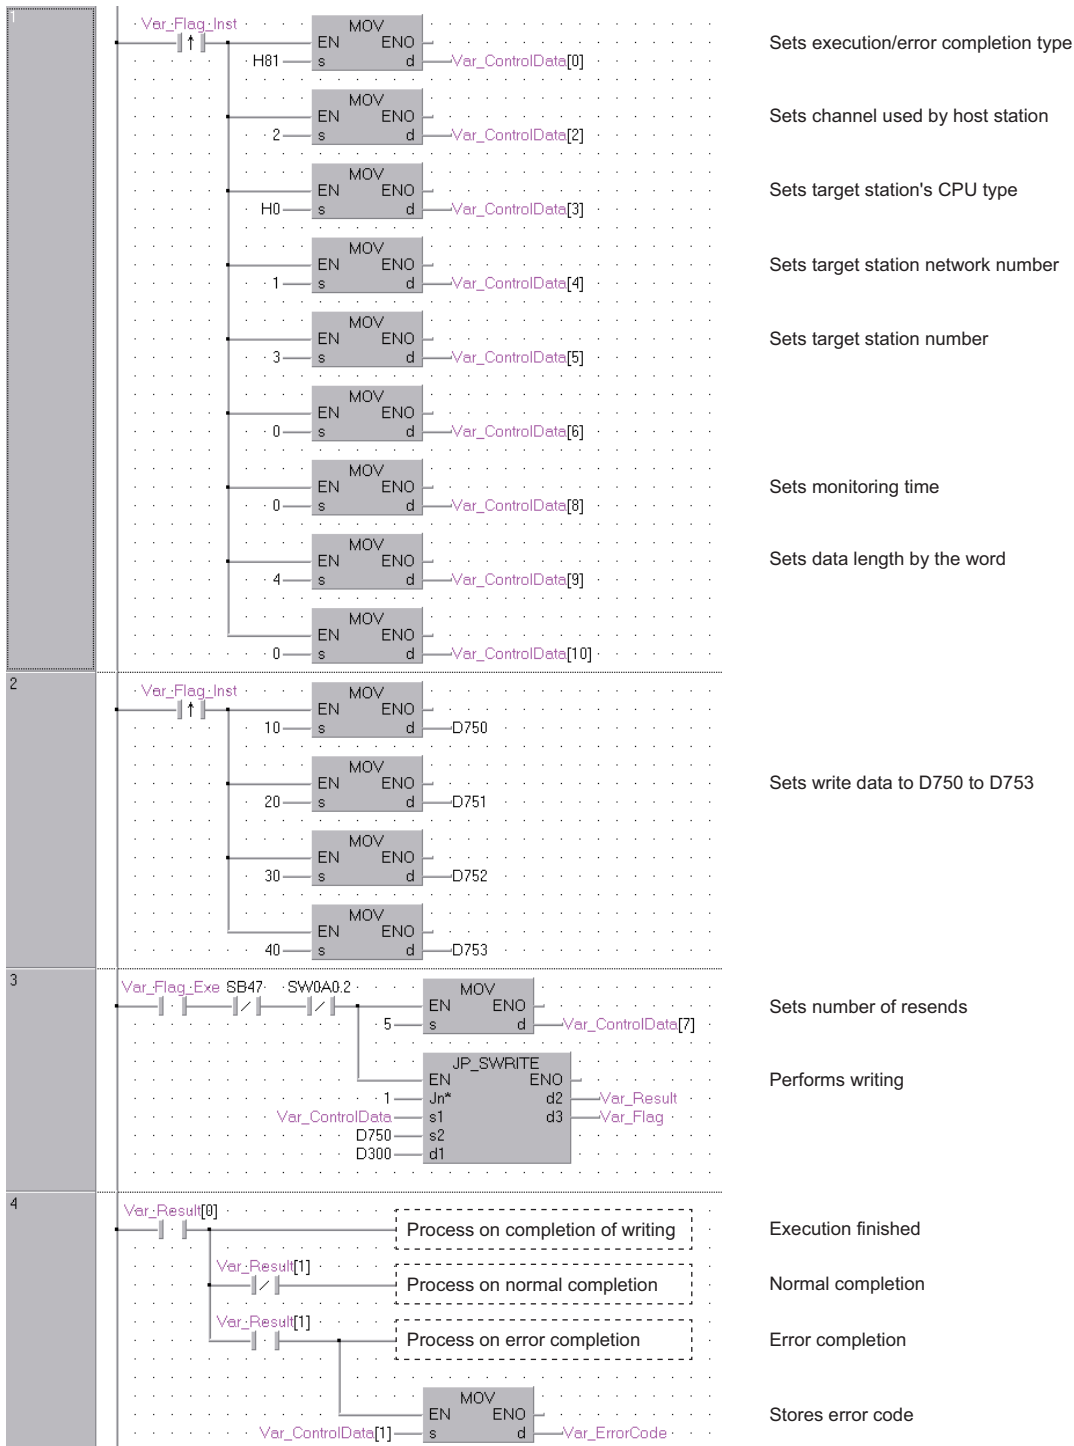 1
Var_Flag_Inst
MOV
EN ENO
H81 s d Var_ControlData[0]
Sets execution/error completion type
MOV
EN ENO
2 s d Var_ControlData[2]
Sets channel used by host station
MOV
EN ENO
H0 s d Var_ControlData[3]
Sets target station's CPU type
MOV
EN ENO
1 s d Var_ControlData[4]
Sets target station network number
MOV
EN ENO
3 s d Var_ControlData[5]
Sets target station number
MOV
EN ENO
0 s d Var_ControlData[6]
MOV
EN ENO
0 s d Var_ControlData[8]
Sets monitoring time
MOV
EN ENO
4 s d Var_ControlData[9]
Sets data length by the word
MOV
EN ENO
0 s d Var_ControlData[10]
2
Var_Flag_Inst
MOV
EN ENO
10 s d D750
MOV
EN ENO
20 s d D751
Sets write data to D750 to D753
MOV
EN ENO
30 s d D752
MOV
EN ENO
40 s d D753
3
Var_Flag_Exe SB47 SW0A0.2
MOV
EN ENO
5 s d Var_ControlData[7]
Sets number of resends
JP_SWRITE
EN ENO
1 Jn* d2 Var_Result
Var_ControlData s1 d3 Var_Flag
D750 s2
D300 d1
Performs writing
4
Var_Result[0]
Process on completion of writing
Execution finished
Var_Result[1]
Process on normal completion
Normal completion
Var_Result[1]
Process on error completion
Error completion
MOV
EN ENO
Var_ControlData[1] s d Var_ErrorCode
Stores error code